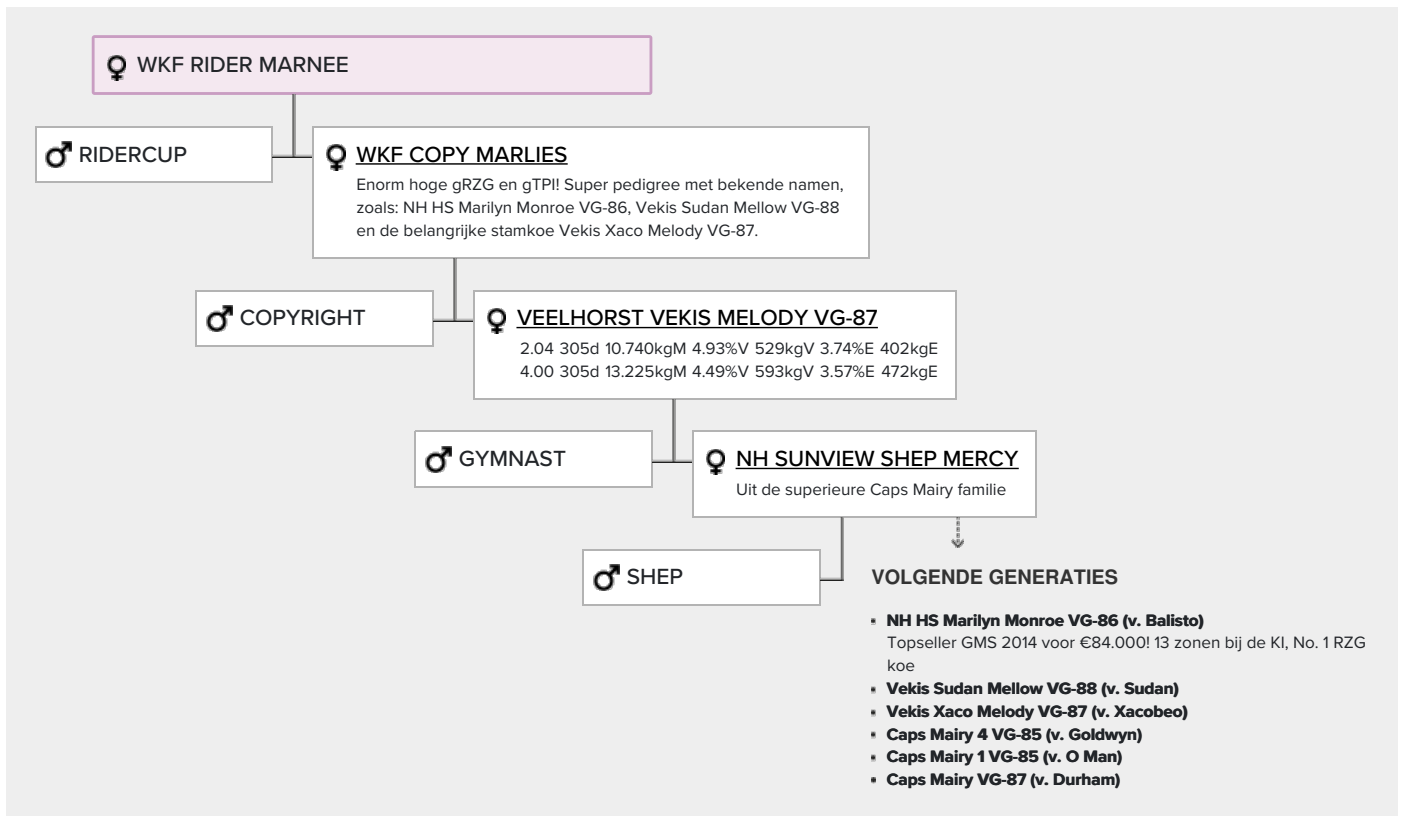 WKF RIDER MARNEE
RIDERCUP
WKF COPY MARLIES
Enorm hoge gRZG en gTPI! Super pedigree met bekende namen,
zoals: NH HS Marilyn Monroe VG-86, Vekis Sudan Mellow VG-88
en de belangrijke stamkoe Vekis Xaco Melody VG-87.
COPYRIGHT
VEELHORST VEKIS MELODY VG-87
2.04 305d 10.740kgM 4.93%V 529kgV 3.74%E 402kgE
4.00 305d 13.225kgM 4.49%V 593kgV 3.57%E 472kgE
GYMNAST
NH SUNVIEW SHEP MERCY
Uit de superieure Caps Mairy familie
SHEP
VOLGENDE GENERATIES
NH HS Marilyn Monroe VG-86 (v. Balisto)
Topseller GMS 2014 voor €84.000! 13 zonen bij de KI, No. 1 RZG
koe
Vekis Sudan Mellow VG-88 (v. Sudan)
Vekis Xaco Melody VG-87 (v. Xacobeo)
Caps Mairy 4 VG-85 (v. Goldwyn)
Caps Mairy 1 VG-85 (v. O Man)
Caps Mairy VG-87 (v. Durham)